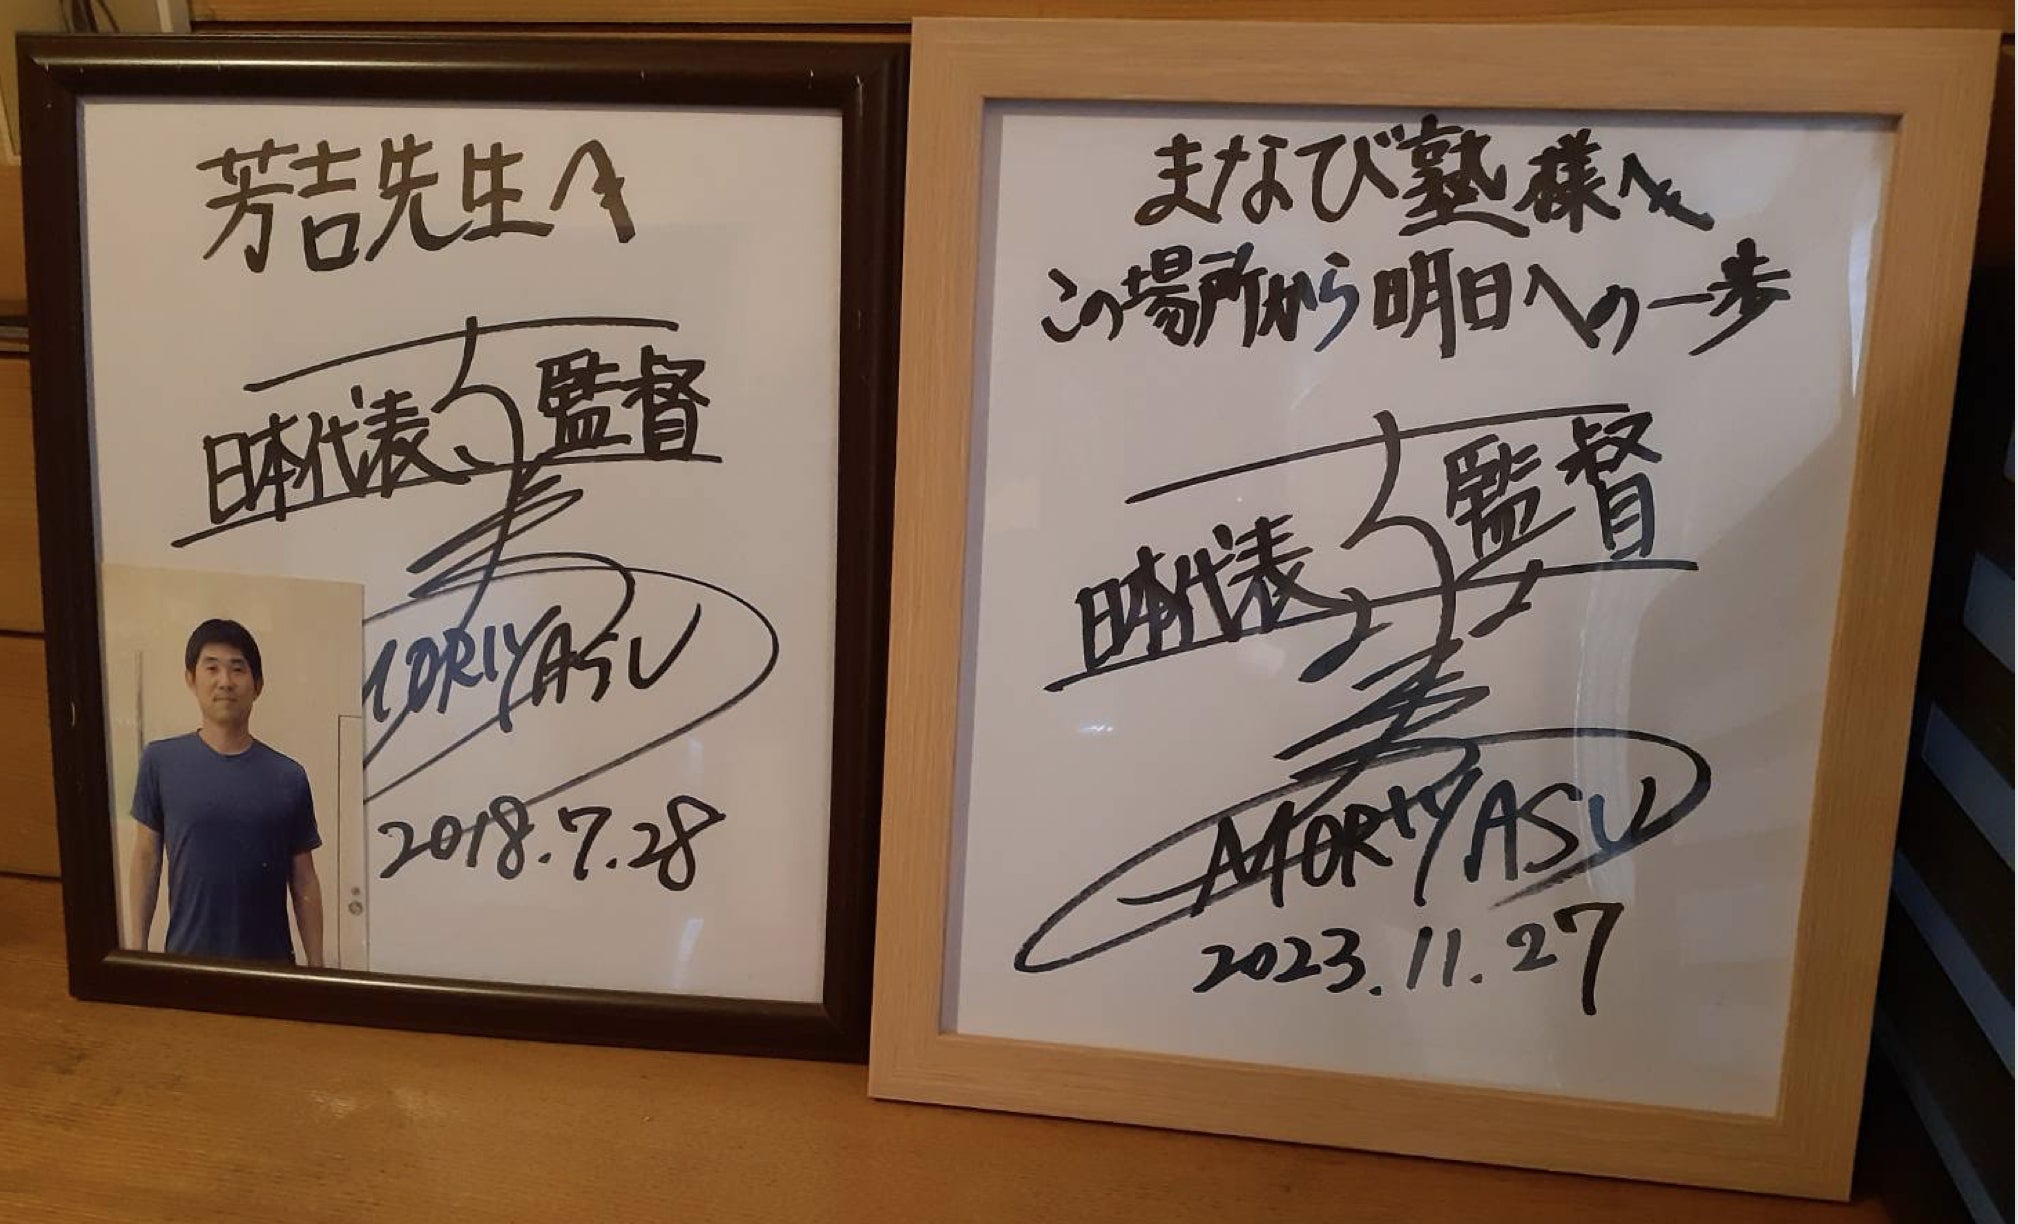 芳吉先生へ
日本代表 監督
MORIYASU
2018.7.28
まなび塾様へ
この場所から明日への一歩
日本代表 監督
MORIYASU
2023.11.27